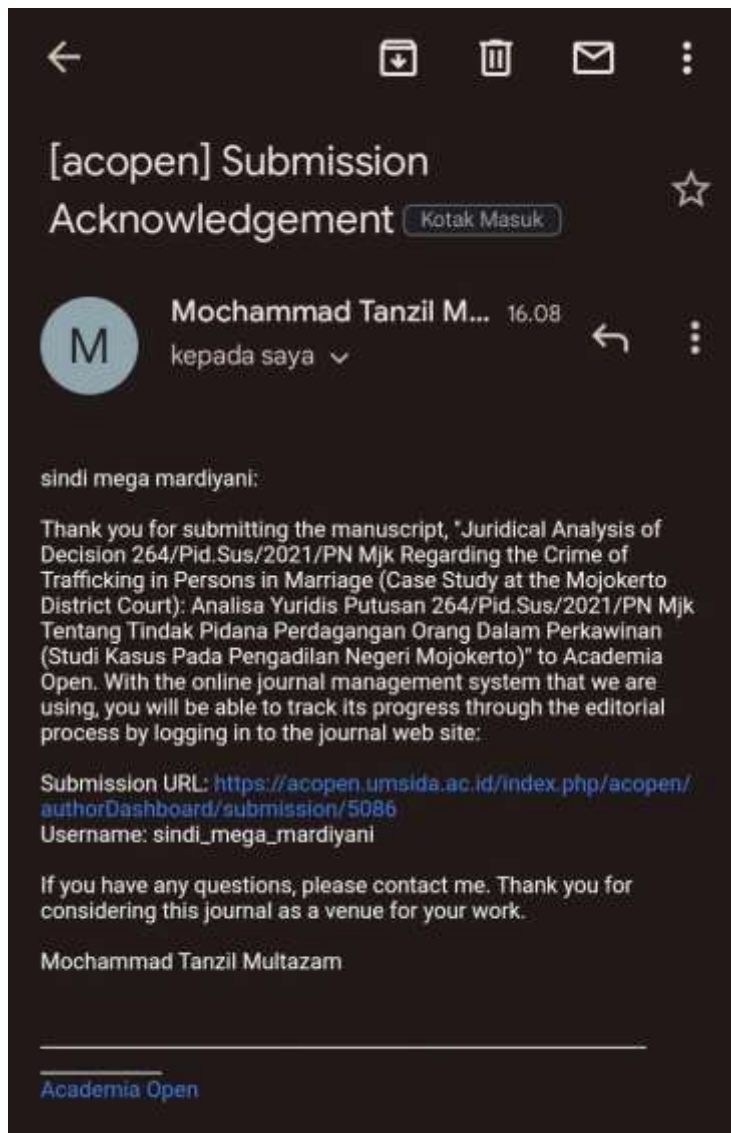 [acopen] Submission
Acknowledgement Kotak Masuk
M
Mochammad Tanzil M... 16.08
kepada saya
sindi mega mardiyani:
Thank you for submitting the manuscript, "Juridical Analysis of
Decision 264/Pid.Sus/2021/PN Mjk Regarding the Crime of
Trafficking in Persons in Marriage (Case Study at the Mojokerto
District Court): Analisa Yuridis Putusan 264/Pid.Sus/2021/PN Mjk
Tentang Tindak Pidana Perdagangan Orang Dalam Perkawinan
(Studi Kasus Pada Pengadilan Negeri Mojokerto)" to Academia
Open. With the online journal management system that we are
using, you will be able to track its progress through the editorial
process by logging in to the journal web site:
Submission URL: https://acopen.umsida.ac.id/index.php/acopen/
authorDashboard/submission/5086
Username: sindi_mega_mardiyani
If you have any questions, please contact me. Thank you for
considering this journal as a venue for your work.
Mochammad Tanzil Multazam
Academia Open